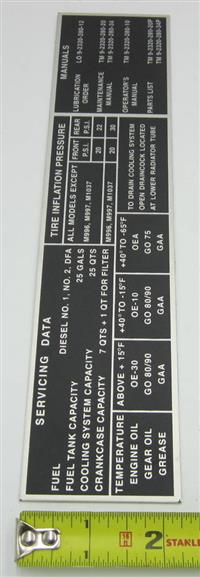 SERVICING DATA
FUEL DIESEL NO. 1, NO. 2, DFA
FUEL TANK CAPACITY 25 GALS
COOLING SYSTEM CAPACITY 25 QTS
CRANKCASE CAPACITY 7 QTS + 1 QT FOR FILTER
TEMPERATURE ABOVE + 15°F +40° TO -15°F +40° TO -65°F
ENGINE OIL OE-30 OE-10 OEA
GEAR OIL GO 80/90 GO 80/90 GO 75
GREASE GAA GAA GAA
TIRE INFLATION PRESSURE
ALL MODELS EXCEPT FRONT REAR
M996, M997, M1037 P.S.I. P.S.I.
20 22
M996, M997, M1037 20 30
TO DRAIN COOLING SYSTEM
OPEN DRAINCOCK LOCATED
AT LOWER RADIATOR TUBE
MANUALS
LUBRICATION ORDER LO 9-2320-280-12
MAINTENANCE MANUAL TM 9-2320-280-20
TM 9-2320-280-34
OPERATOR'S MANUAL TM 9-2320-280-10
PARTS LIST TM 9-2320-280-20P
TM 9-2320-280-34P
16
2
STANLE